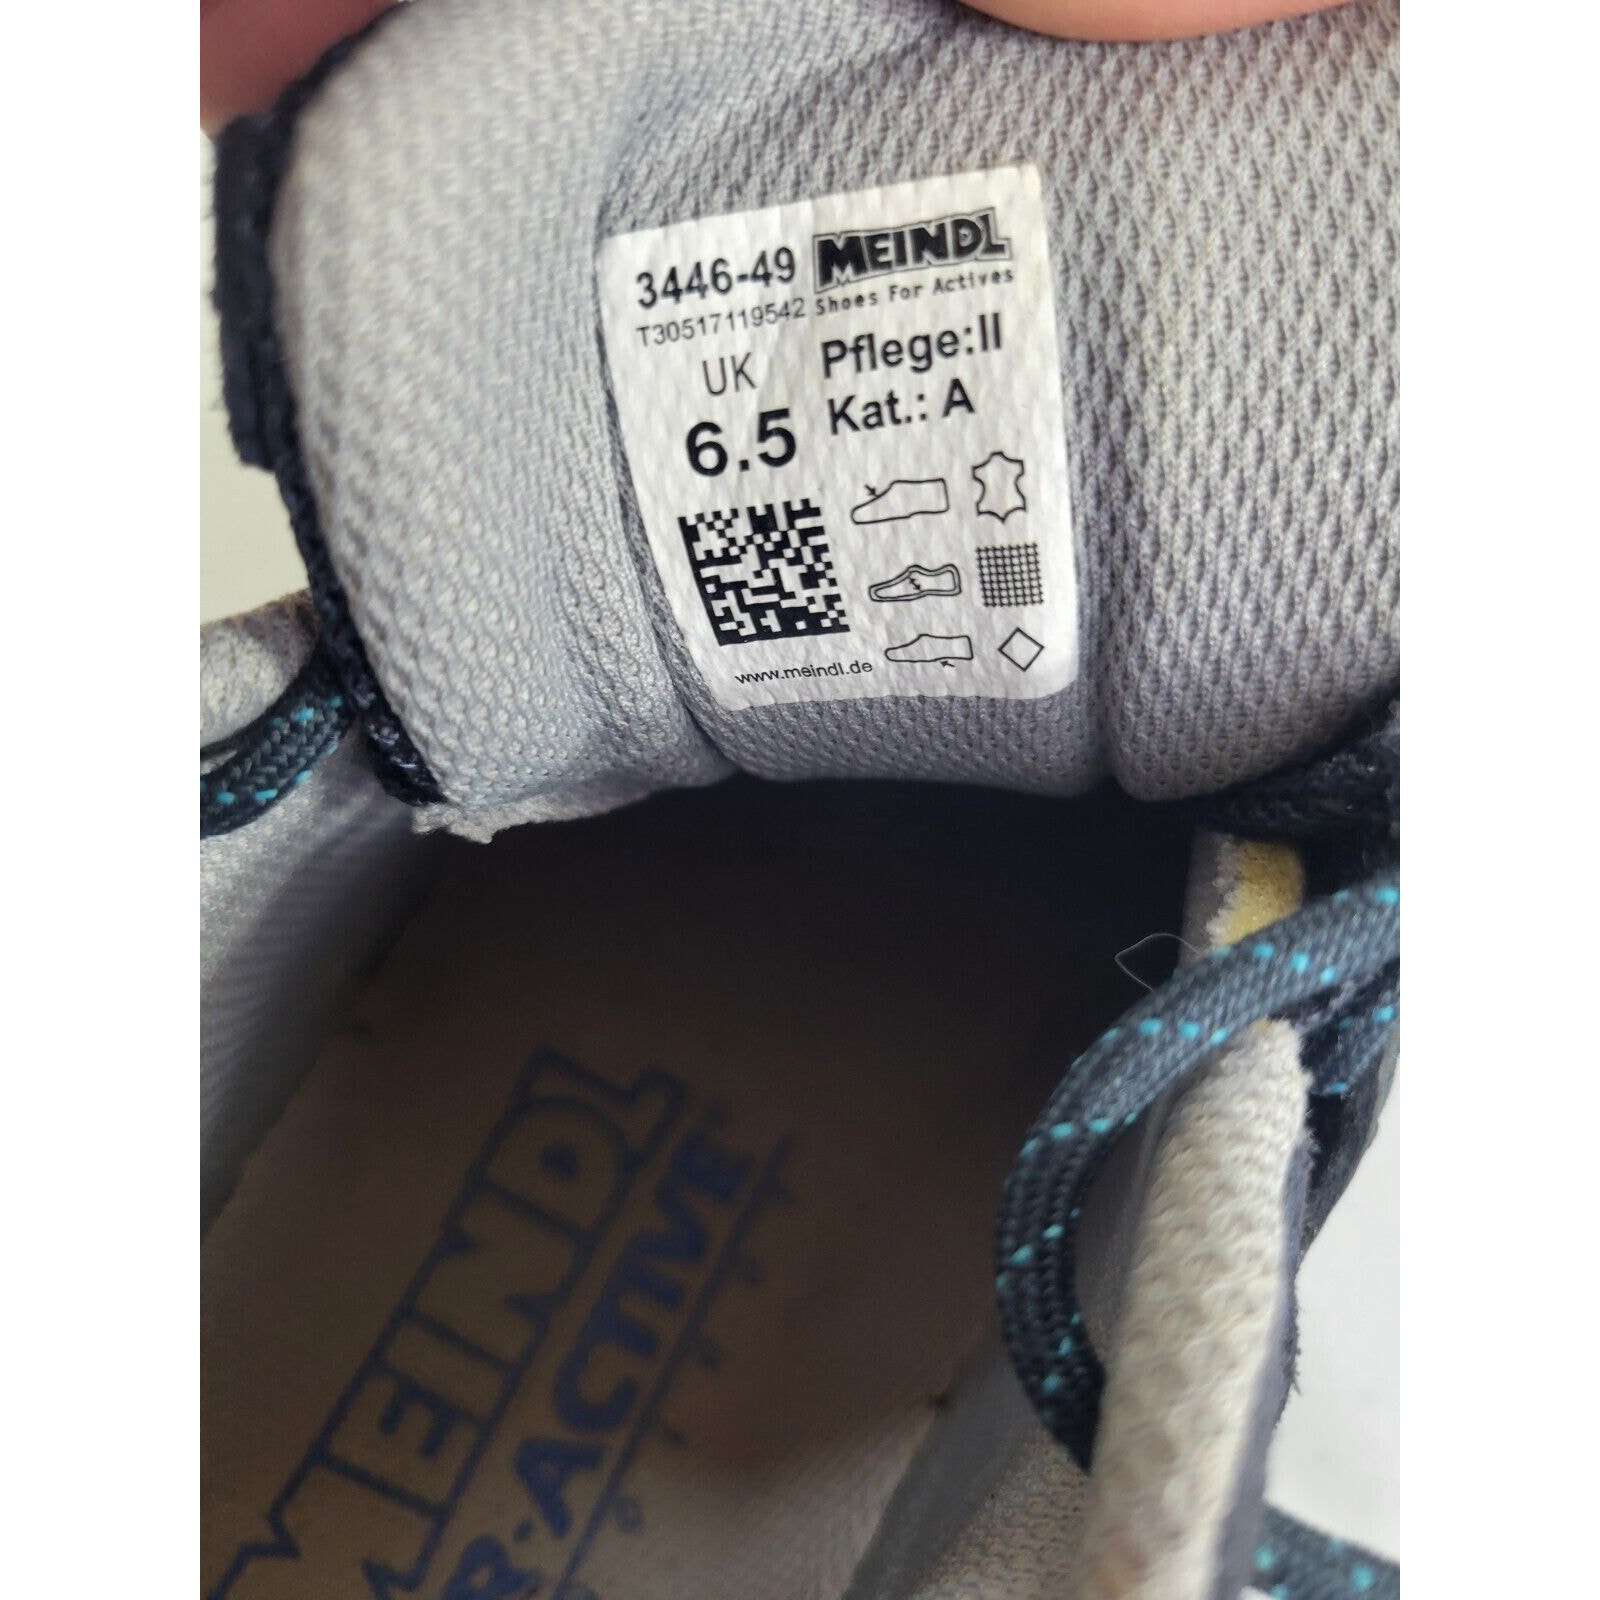 3446-49 MEINDL
T30517119542 Shoes For Actives
UK
6.5
Pflege:II
Kat.: A
www.meindl.de
MEINDL
R·ACTIVE®